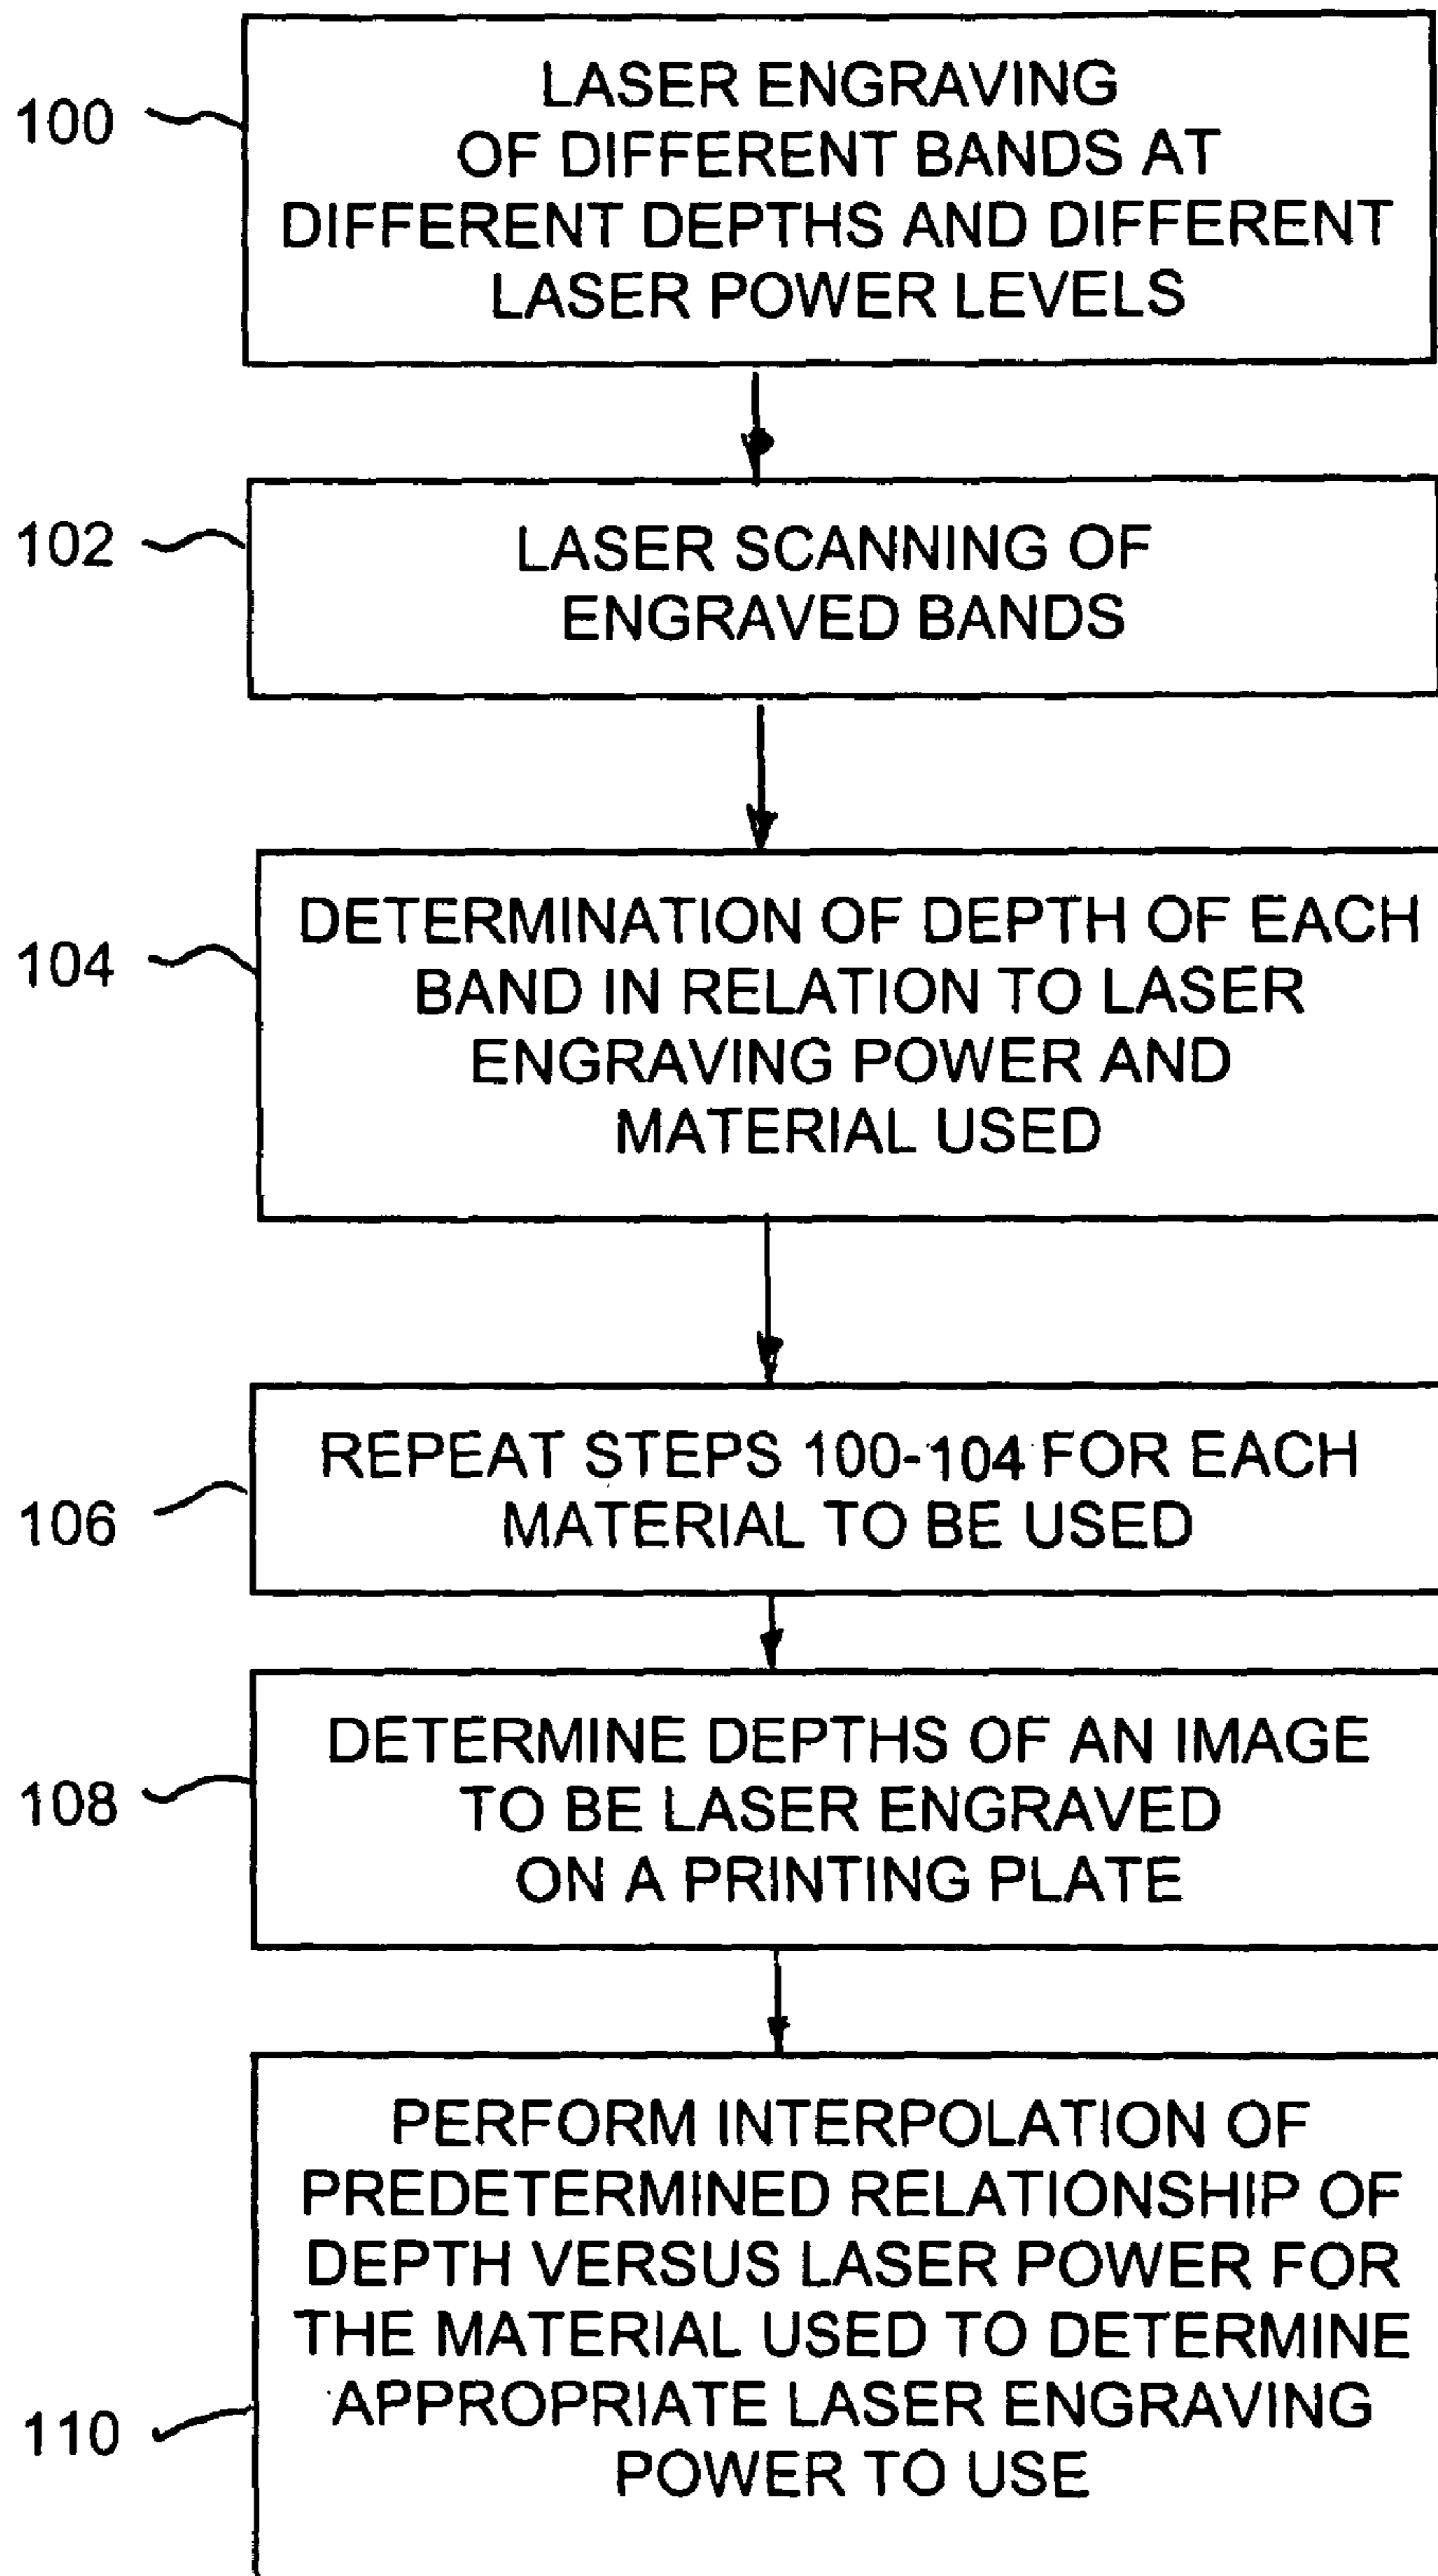 100
LASER ENGRAVING
OF DIFFERENT BANDS AT
DIFFERENT DEPTHS AND DIFFERENT
LASER POWER LEVELS
102
LASER SCANNING OF
ENGRAVED BANDS
104
DETERMINATION OF DEPTH OF EACH
BAND IN RELATION TO LASER
ENGRAVING POWER AND
MATERIAL USED
106
REPEAT STEPS 100-104 FOR EACH
MATERIAL TO BE USED
108
DETERMINE DEPTHS OF AN IMAGE
TO BE LASER ENGRAVED
ON A PRINTING PLATE
110
PERFORM INTERPOLATION OF
PREDETERMINED RELATIONSHIP OF
DEPTH VERSUS LASER POWER FOR
THE MATERIAL USED TO DETERMINE
APPROPRIATE LASER ENGRAVING
POWER TO USE